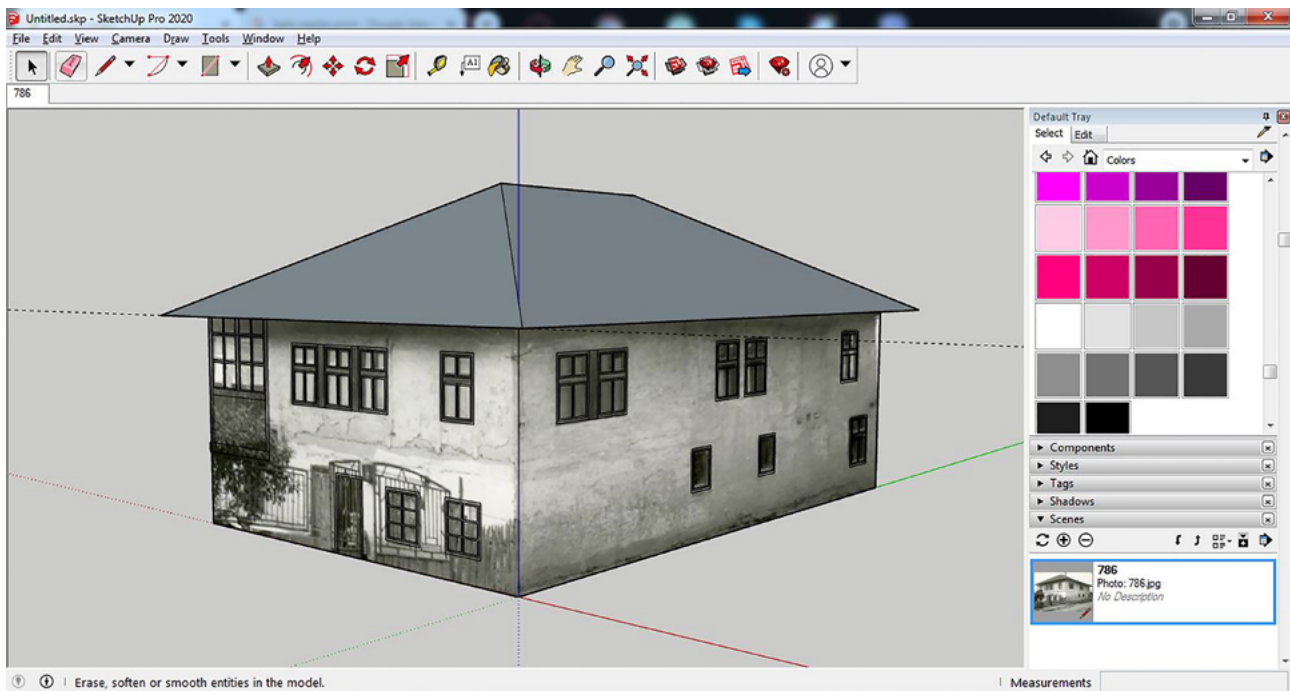 Untitled.skp - SketchUp Pro 2020
File Edit View Camera Draw Tools Window Help
A1
786
Default Tray
Select Edit
Colors
Components
Styles
Tags
Shadows
Scenes
786
Photo: 786.jpg
No Description
Erase, soften or smooth entities in the model.
Measurements